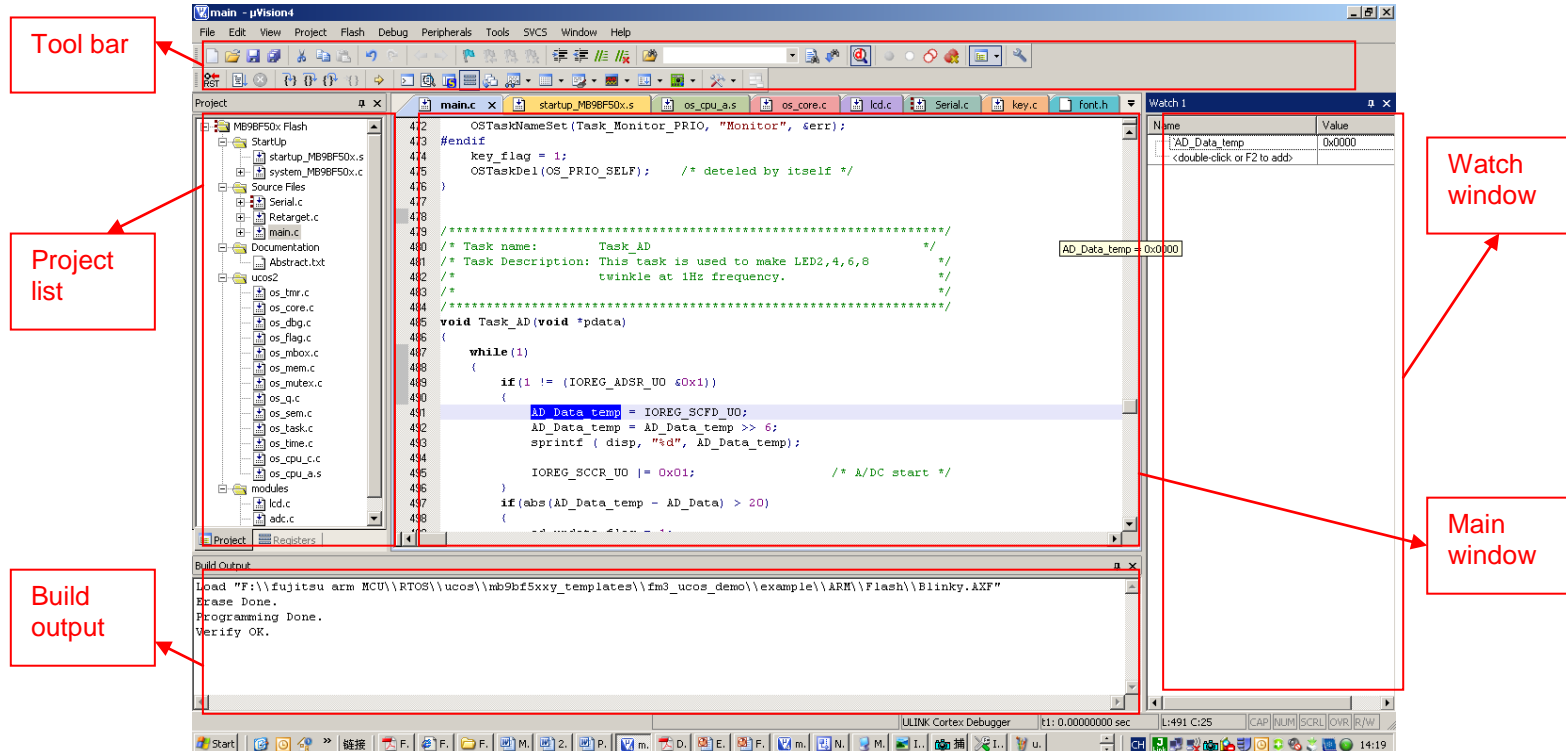 main - µVision4
File Edit View Project Flash Debug Peripherals Tools SVCS Window Help
Tool bar
Project
main.c
startup_MB9BF50x.s
os_cpu_a.s
os_core.c
lcd.c
Serial.c
key.c
font.h
Watch 1
MB9BF50x Flash
StartUp
startup_MB9BF50x.s
system_MB9BF50x.c
Source Files
Serial.c
Retarget.c
main.c
Documentation
Abstract.txt
ucos2
os_tmr.c
os_core.c
os_dbg.c
os_flag.c
os_mbox.c
os_mem.c
os_mutex.c
os_q.c
os_sem.c
os_task.c
os_time.c
os_cpu_c.c
os_cpu_a.s
modules
lcd.c
adc.c
Project Registers
Project
list
472 OSTaskNameSet(Task_Monitor_PRIO, "Monitor", &err);
473 #endif
474 key_flag = 1;
475 OSTaskDel(OS_PRIO_SELF); /* deteled by itself */
476 }
477
478
479 /******************************************************************/
480 /* Task name: Task_AD */
481 /* Task Description: This task is used to make LED2,4,6,8 */
482 /* twinkle at 1Hz frequency. */
483 /* */
484 /******************************************************************/
485 void Task_AD(void *pdata)
486 {
487 while(1)
488 {
489 if(1 != (IOREG_ADSR_U0 &0x1))
490 {
491 AD_Data_temp = IOREG_SCFD_U0;
492 AD_Data_temp = AD_Data_temp >> 6;
493 sprintf ( disp, "%d", AD_Data_temp);
494
495 IOREG_SCCR_U0 |= 0x01; /* A/DC start */
496 }
497 if(abs(AD_Data_temp - AD_Data) > 20)
498 {
AD_Data_temp = 0x0000
Name Value
`AD_Data_temp 0x0000
<double-click or F2 to add>
Watch
window
Main
window
Build Output
Load "F:\\fujitsu arm MCU\\RTOS\\ucos\\mb9bf5xxy_templates\\fm3_ucos_demo\\example\\ARM\\Flash\\Blinky.AXF"
Erase Done.
Programming Done.
Verify OK.
Build
output
ULINK Cortex Debugger t1: 0.00000000 sec L:491 C:25 CAP NUM SCRL OVR R/W
Start » 链接 F. F. F. M. 2. P. m. D. E. F. m. N. M. I.. 捕 I.. u. CH 14:19